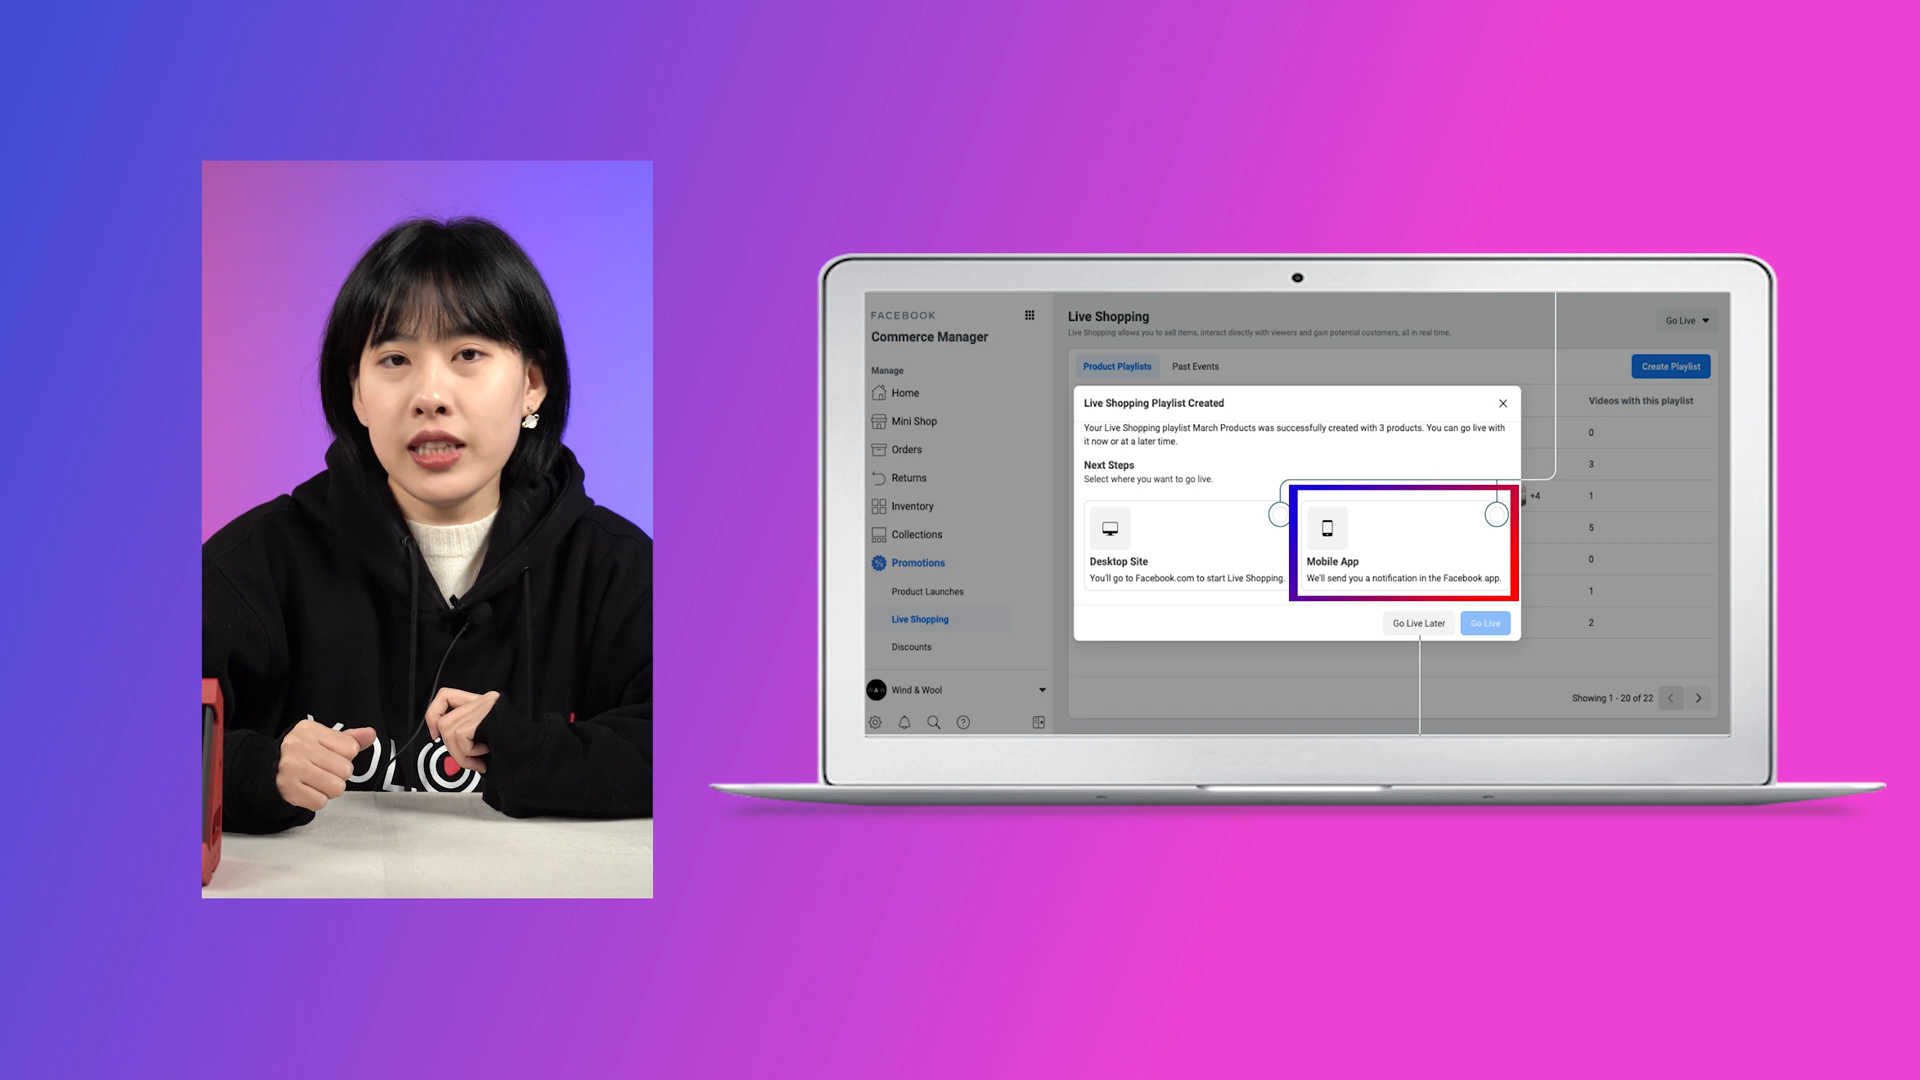 FACEBOOK
Commerce Manager
Manage
Home
Mini Shop
Orders
Returns
Inventory
Collections
Promotions
Product Launches
Live Shopping
Discounts
Wind & Wool
Live Shopping
Live Shopping allows you to sell items, interact directly with viewers and gain potential customers, all in real time.
Go Live
Product Playlists
Past Events
Create Playlist
Videos with this playlist
0
3
+4
1
5
0
1
2
Showing 1 - 20 of 22
Live Shopping Playlist Created
Your Live Shopping playlist March Products was successfully created with 3 products. You can go live with
it now or at a later time.
Next Steps
Select where you want to go live.
Desktop Site
You'll go to Facebook.com to start Live Shopping.
Mobile App
We'll send you a notification in the Facebook app.
Go Live Later
Go Live